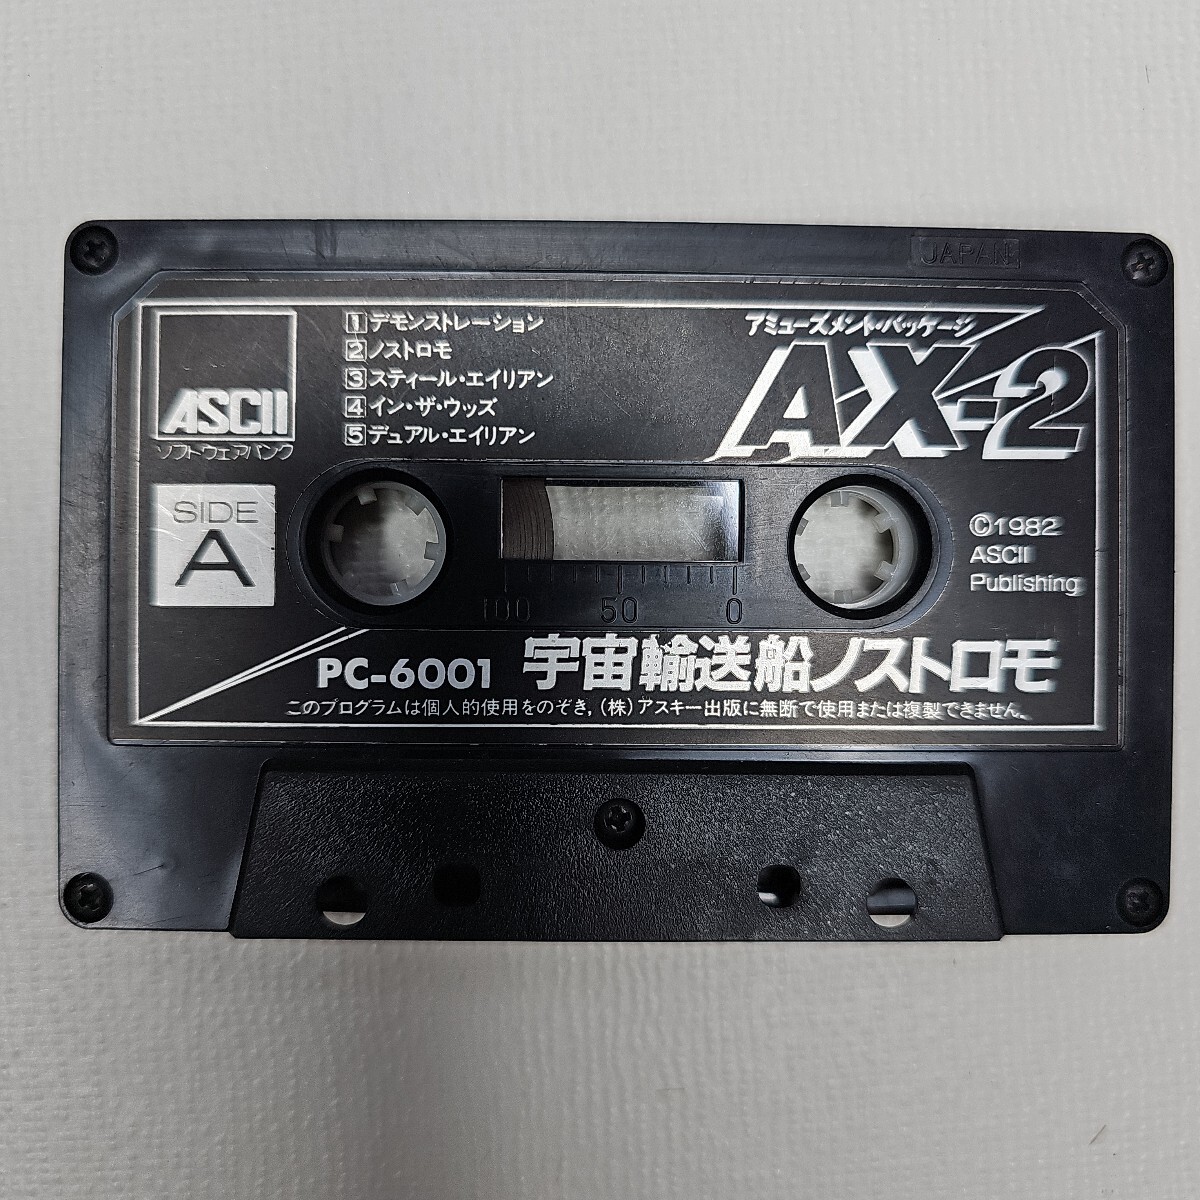 JAPAN
ASCII
ソフトウェアバンク
1 デモンストレーション
2 ノストロモ
3 スティール・エイリアン
4 イン・ザ・ウッズ
5 デュアル・エイリアン
アミューズメント・パッケージ
AX-2
SIDE
A
100 50 0
©1982
ASCII
Publishing
PC-6001 宇宙輸送船ノストロモ
このプログラムは個人的使用をのぞき,(株)アスキー出版に無断で使用または複製できません。